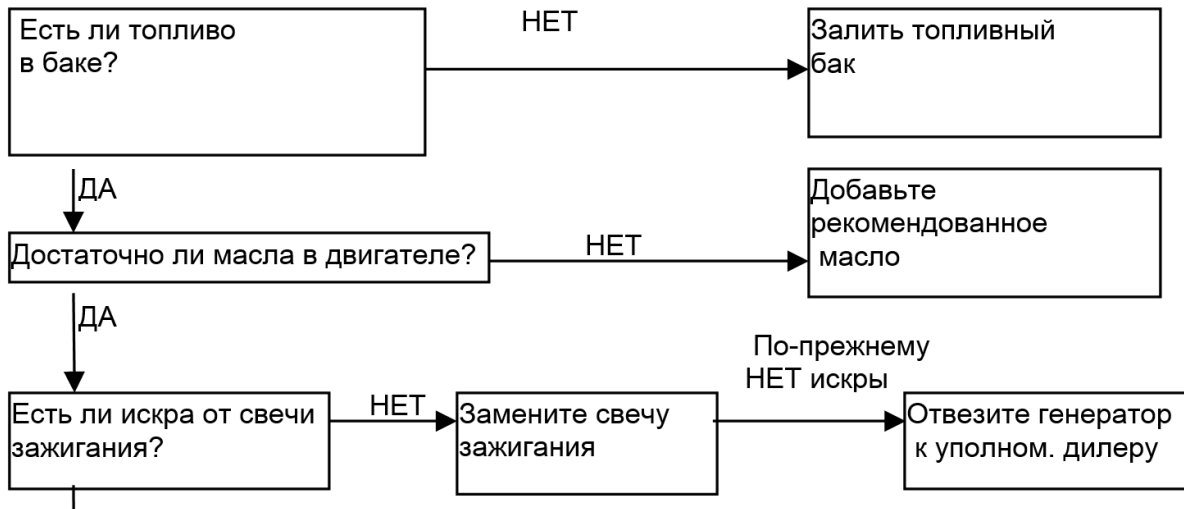 Есть ли топливо
в баке?
НЕТ
Залить топливный
бак
ДА
Достаточно ли масла в двигателе?
НЕТ
Добавьте
рекомендованное
масло
ДА
Есть ли искра от свечи
зажигания?
НЕТ
Замените свечу
зажигания
По-прежнему
НЕТ искры
Отвезите генератор
к уполном. дилеру